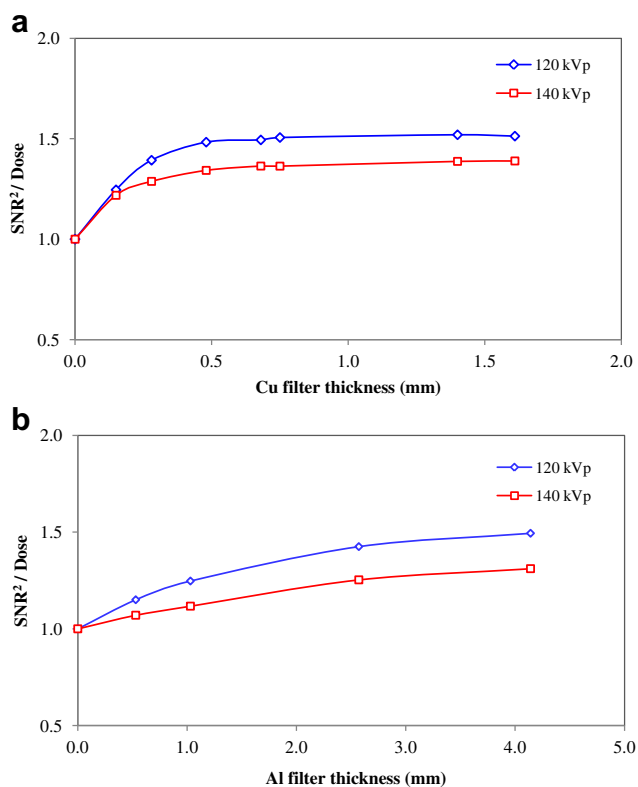 a
2.0
120 kVp
140 kVp
1.5
SNR²/ Dose
1.0
0.5
0.0 0.5 1.0 1.5 2.0
Cu filter thickness (mm)
b
2.0
120 kVp
140 kVp
1.5
SNR² / Dose
1.0
0.5
0.0 1.0 2.0 3.0 4.0 5.0
Al filter thickness (mm)